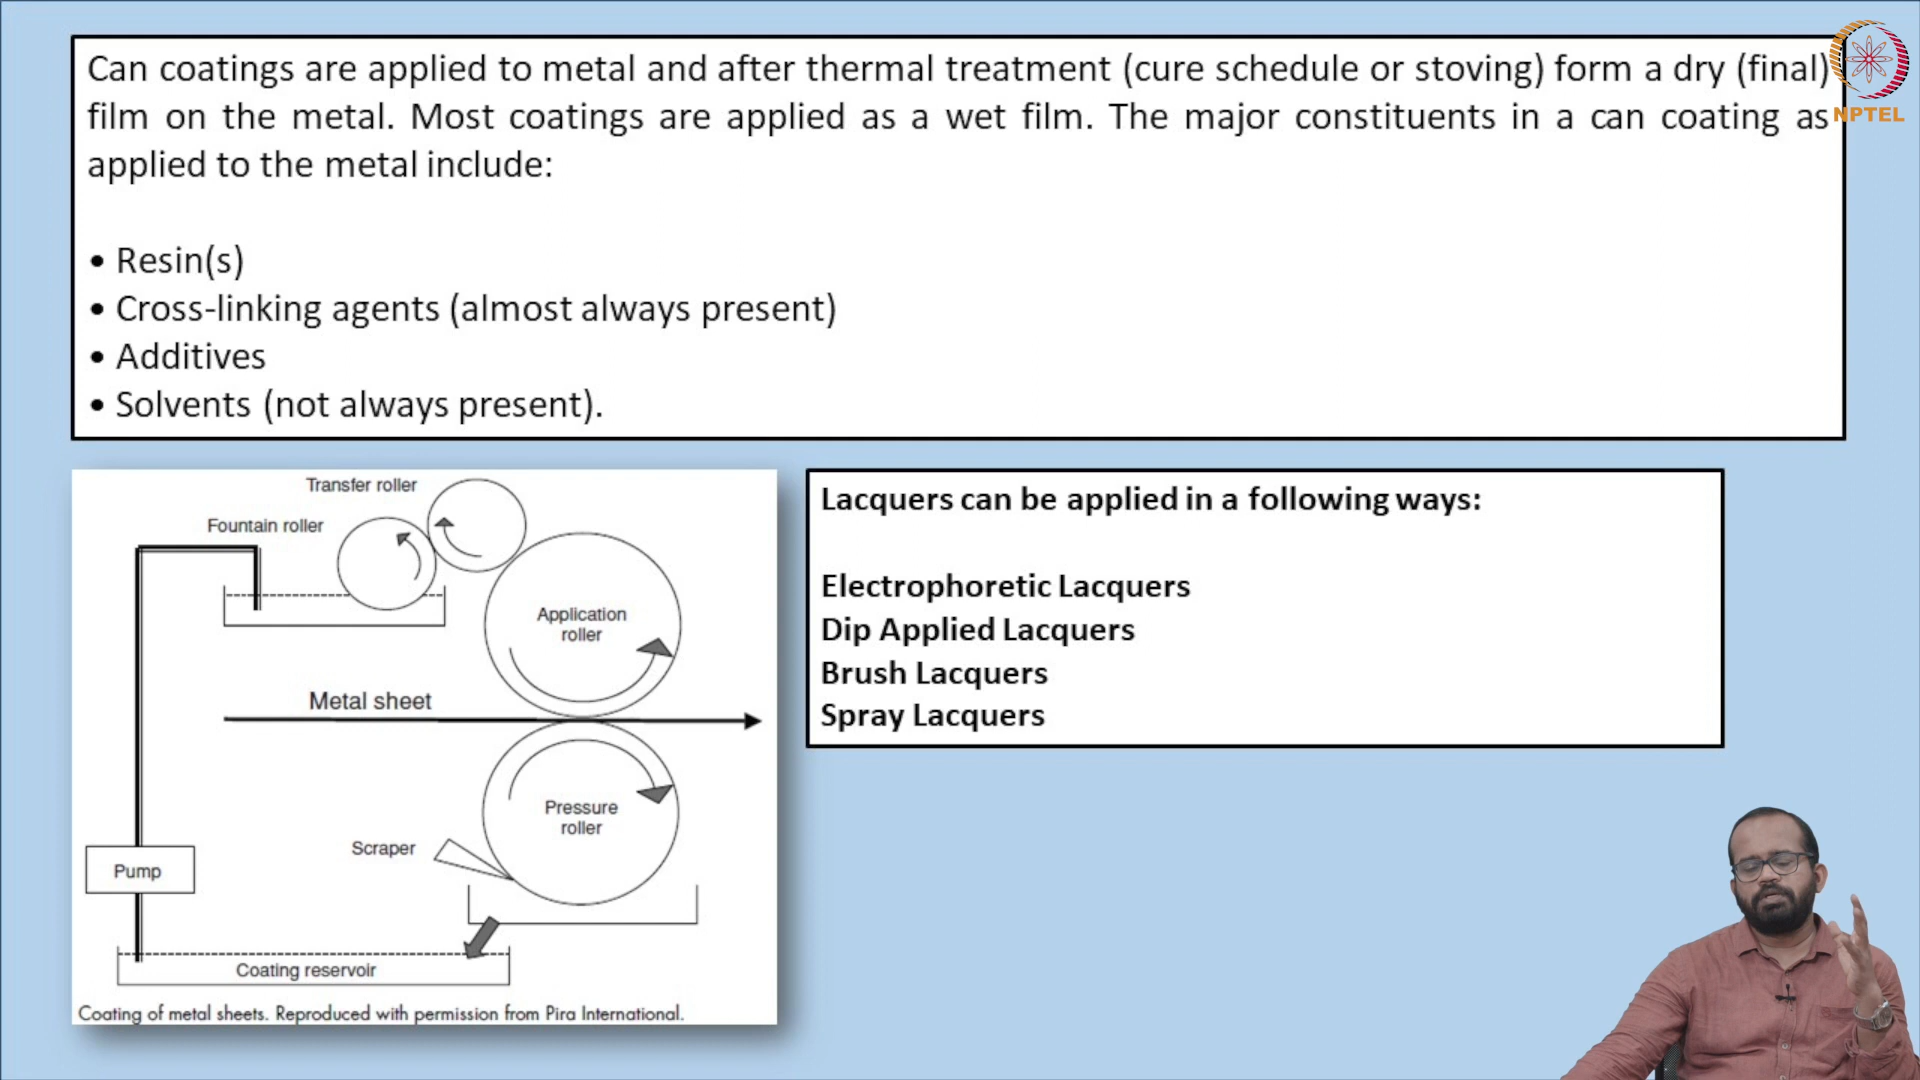 Can coatings are applied to metal and after thermal treatment (cure schedule or stoving) form a dry (final)
film on the metal. Most coatings are applied as a wet film. The major constituents in a can coating as
applied to the metal include:
• Resin(s)
• Cross-linking agents (almost always present)
• Additives
• Solvents (not always present).
NPTEL
Transfer roller
Fountain roller
Application
roller
Metal sheet
Pressure
roller
Scraper
Pump
Coating reservoir
Coating of metal sheets. Reproduced with permission from Pira International.
Lacquers can be applied in a following ways:
Electrophoretic Lacquers
Dip Applied Lacquers
Brush Lacquers
Spray Lacquers